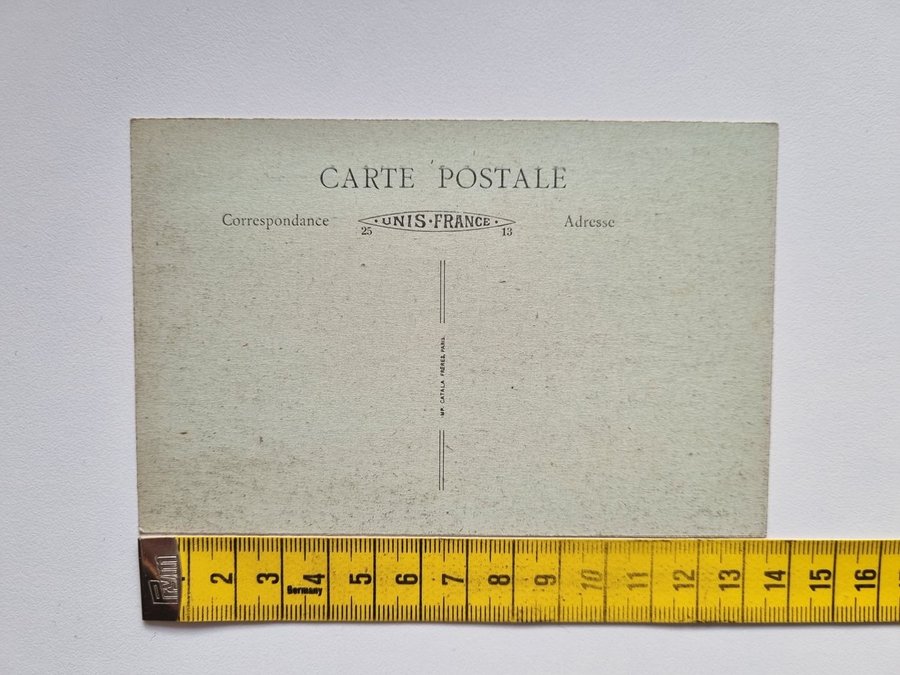 CARTE POSTALE
Correspondance
·UNIS·FRANCE·
Adresse
25
13
IMP. CATALA FRÈRES, PARIS.
2 3 4 5 6 7 8 9 10 11 12 13 14 15 16
Germany